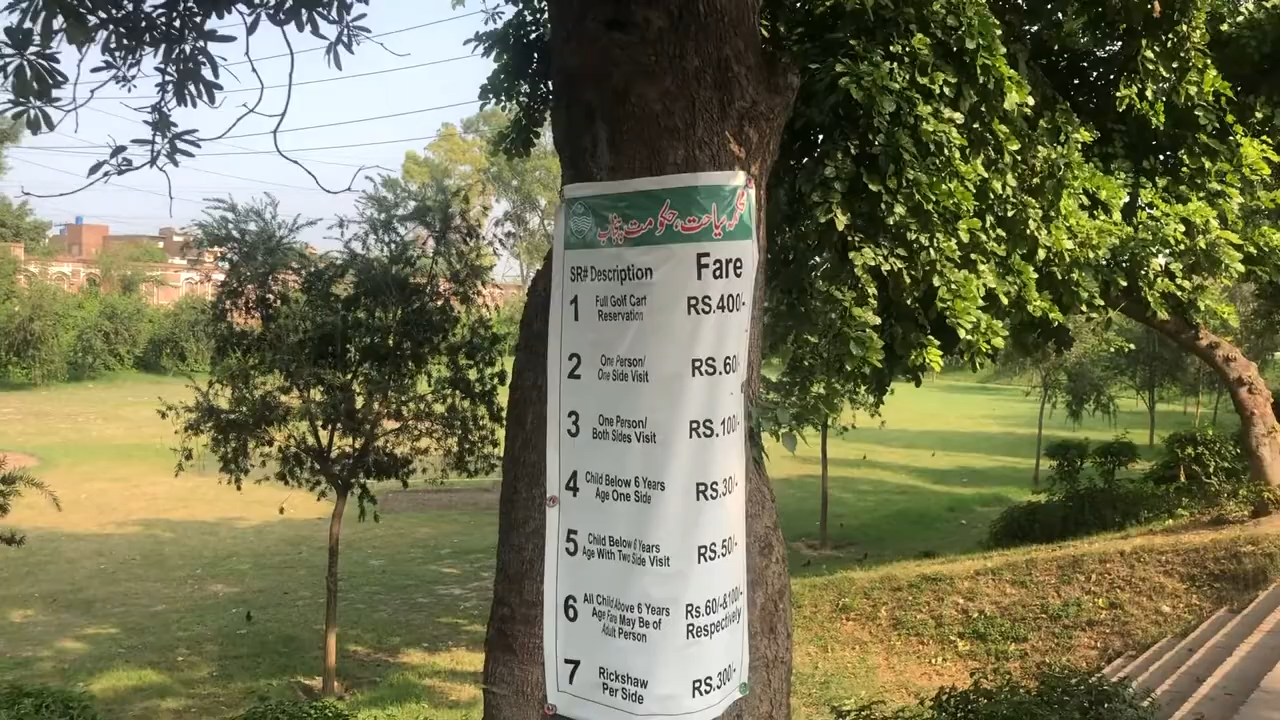 محکمہ سیاحت، حکومت پنجاب
SR# Description Fare
1 Full Golf Cart RS.400/-
Reservation
2 One Person/ RS.60/-
One Side Visit
3 One Person/ RS.100/-
Both Sides Visit
4 Child Below 6 Years RS.30/-
Age One Side
5 Child Below 6 Years RS.50/-
Age With Two Side Visit
6 All Child Above 6 Years Rs.60/-&100/-
Age Fare May Be of Respectively
Adult Person
7 Rickshaw RS.300/-
Per Side